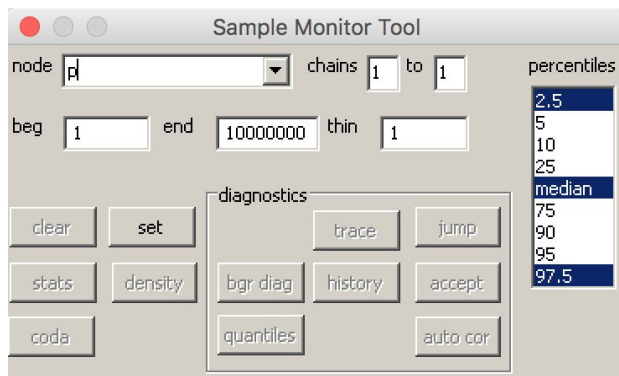 Sample Monitor Tool
node p chains 1 to 1 percentiles
beg 1 end 10000000 thin 1
2.5
5
10
25
median
75
90
95
97.5
diagnostics
clear set trace jump
stats density bgr diag history accept
coda quantiles auto cor